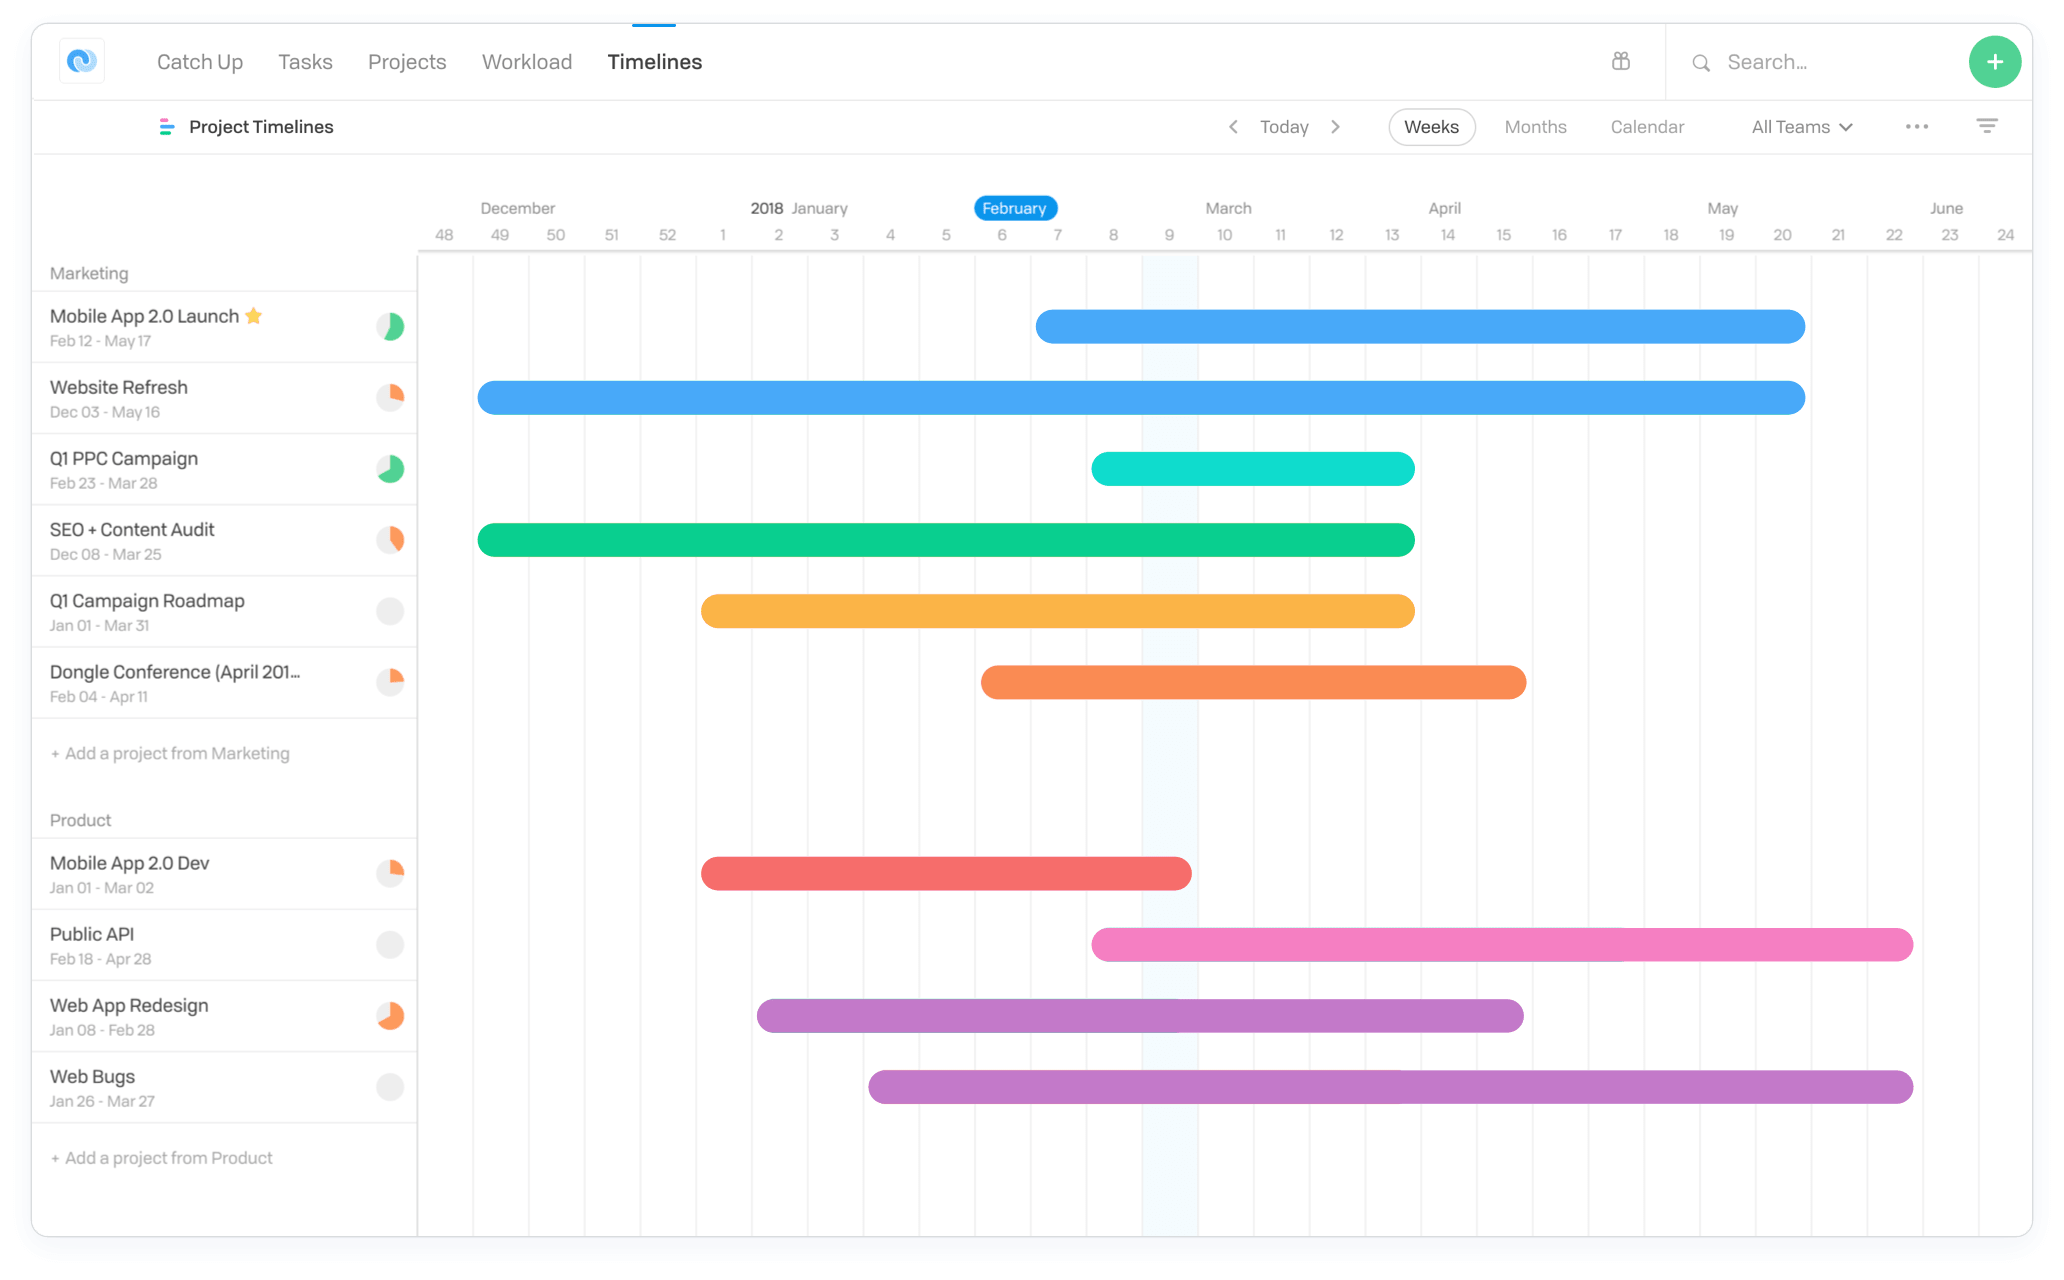 Catch Up Tasks Projects Workload Timelines Search...
Project Timelines Today Weeks Months Calendar All Teams
December 2018 January February March April May June
48 49 50 51 52 1 2 3 4 5 6 7 8 9 10 11 12 13 14 15 16 17 18 19 20 21 22 23 24
Marketing
Mobile App 2.0 Launch
Feb 12 - May 17
Website Refresh
Dec 03 - May 16
Q1 PPC Campaign
Feb 23 - Mar 28
SEO + Content Audit
Dec 08 - Mar 25
Q1 Campaign Roadmap
Jan 01 - Mar 31
Dongle Conference (April 201...
Feb 04 - Apr 11
+ Add a project from Marketing
Product
Mobile App 2.0 Dev
Jan 01 - Mar 02
Public API
Feb 18 - Apr 28
Web App Redesign
Jan 08 - Feb 28
Web Bugs
Jan 26 - Mar 27
+ Add a project from Product